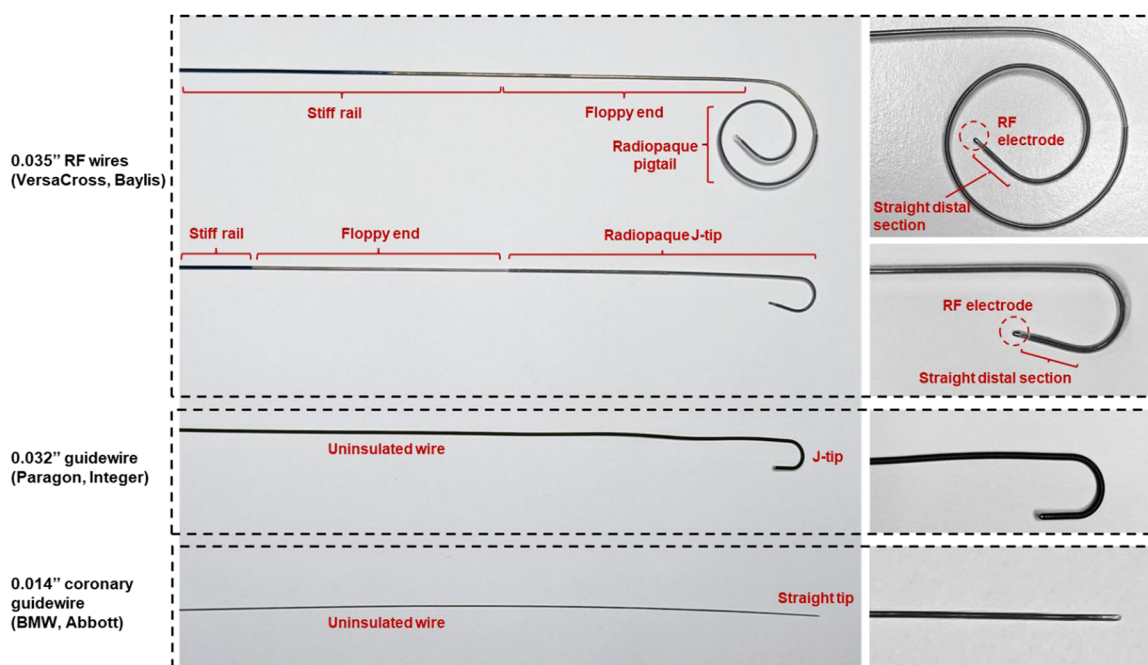 0.035” RF wires
(VersaCross, Baylis)
Stiff rail
Floppy end
Radiopaque
pigtail
RF
electrode
Straight distal
section
Stiff rail
Floppy end
Radiopaque J-tip
RF electrode
Straight distal section
0.032” guidewire
(Paragon, Integer)
Uninsulated wire
J-tip
0.014” coronary
guidewire
(BMW, Abbott)
Uninsulated wire
Straight tip